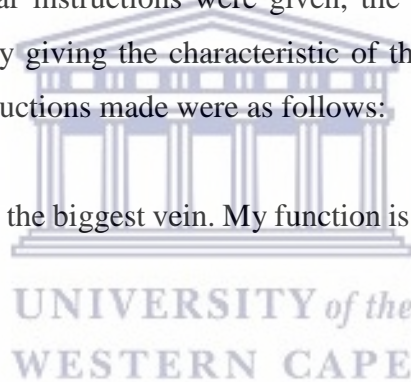 ar instructions were given, the
y giving the characteristic of th
uctions made were as follows:
the biggest vein. My function is
UNIVERSITY of the
WESTERN CAPE